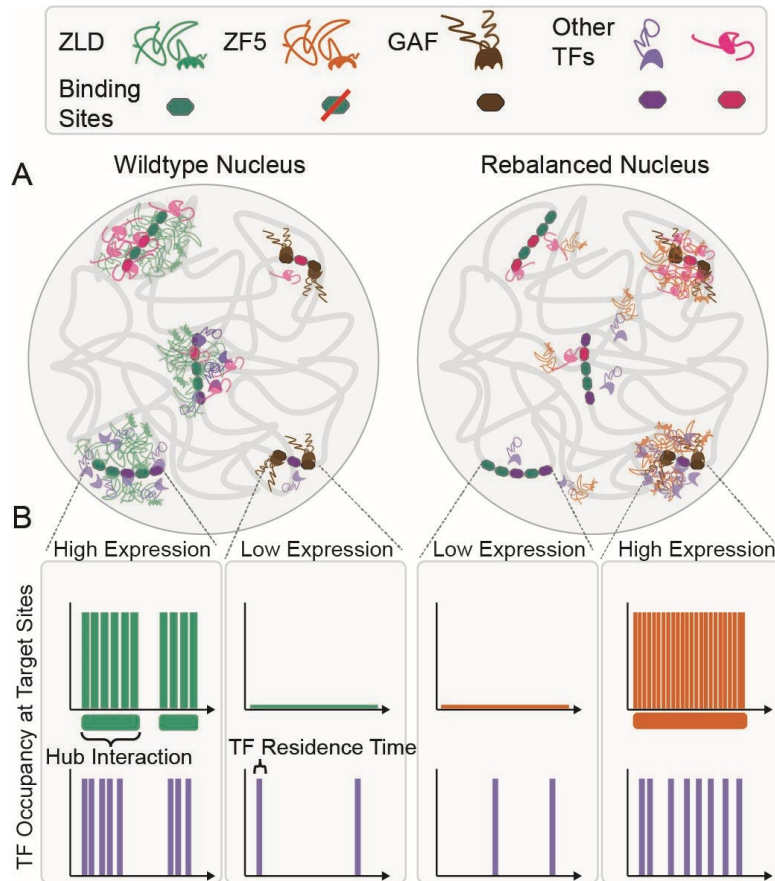 ZLD ZF5 GAF Other TFs
Binding Sites
A
Wildtype Nucleus Rebalanced Nucleus
B
High Expression Low Expression Low Expression High Expression
TF Occupancy at Target Sites
Hub Interaction
TF Residence Time